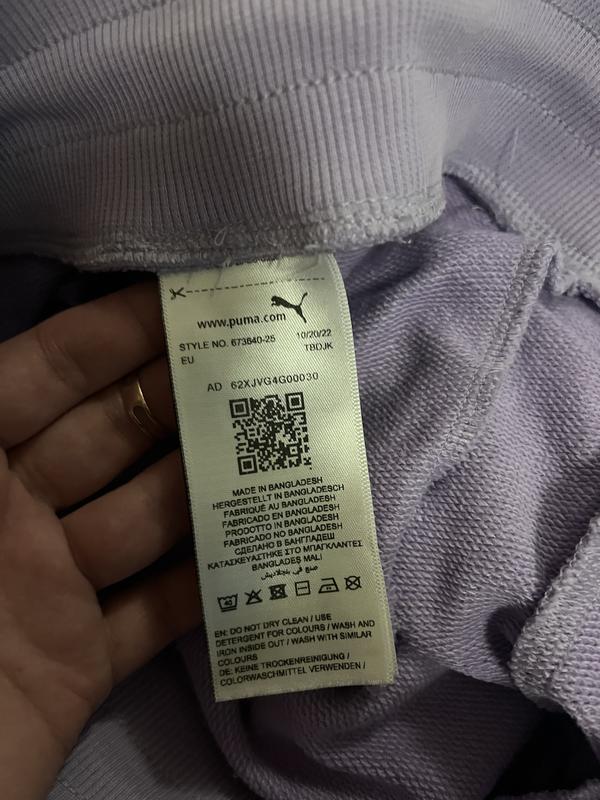 www.puma.com
STYLE NO. 673640-25 10/20/22
EU TBDJK
AD 62XJVG4G00030
MADE IN BANGLADESH
HERGESTELLT IN BANGLADESCH
FABRIQUÉ AU BANGLADESH
FABRICADO EN BANGLADESH
PRODOTTO IN BANGLADESH
FABRICADO NO BANGLADESH
СДЕЛАНО В БАНГЛАДЕШ
ΚΑΤΑΣΚΕΥΑΣΤΗΚΕ ΣΤΟ ΜΠΑΓΚΛΑΝΤΕΣ
BANGLADEŞ MALI
صنع في بنجلاديش
40
EN: DO NOT DRY CLEAN / USE
DETERGENT FOR COLOURS / WASH AND
IRON INSIDE OUT / WASH WITH SIMILAR
COLOURS
DE: KEINE TROCKENREINIGUNG /
COLORWASCHMITTEL VERWENDEN /